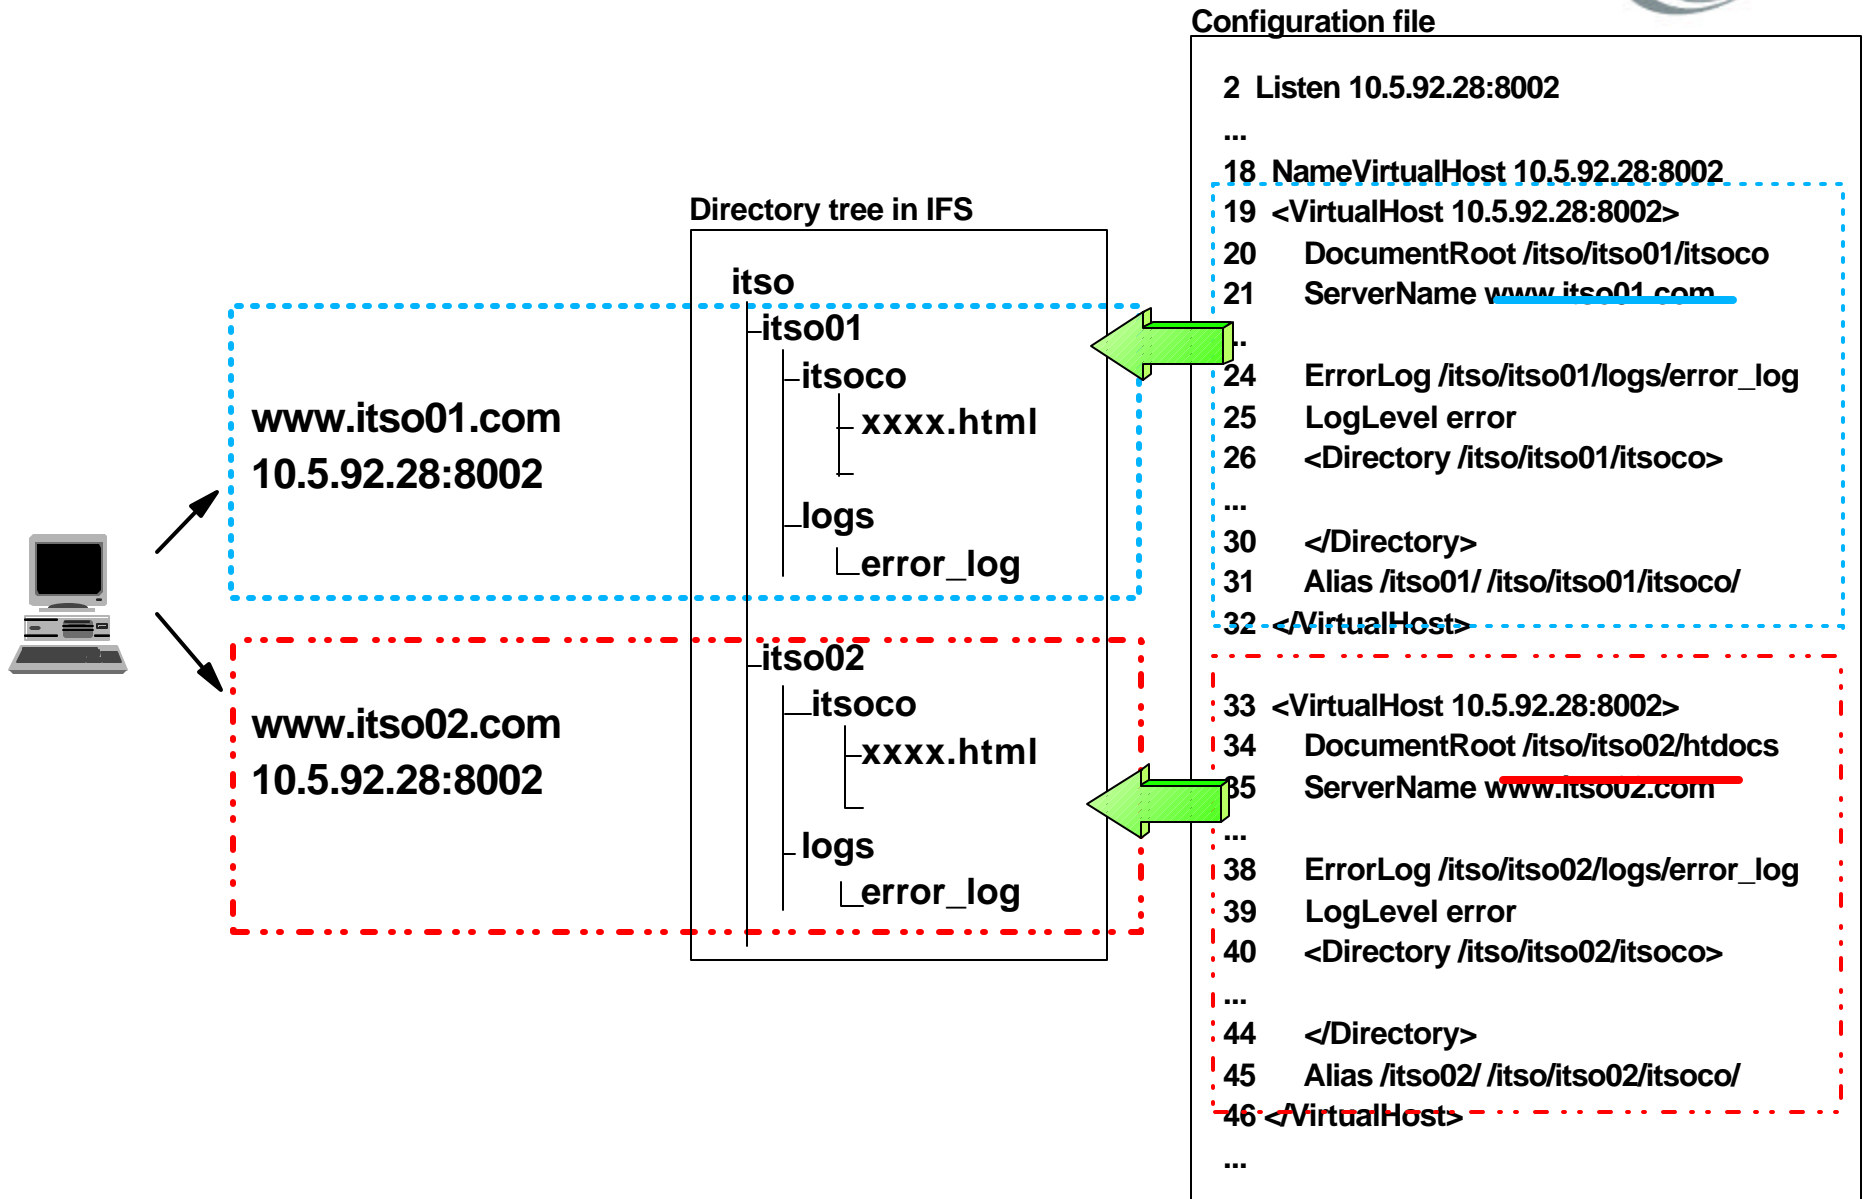 Configuration file
2 Listen 10.5.92.28:8002
...
18 NameVirtualHost 10.5.92.28:8002
19 <VirtualHost 10.5.92.28:8002>
20 DocumentRoot /itso/itso01/itsoco
21 ServerName www.itso01.com
...
24 ErrorLog /itso/itso01/logs/error_log
25 LogLevel error
26 <Directory /itso/itso01/itsoco>
...
30 </Directory>
31 Alias /itso01/ /itso/itso01/itsoco/
32 </VirtualHost>
33 <VirtualHost 10.5.92.28:8002>
34 DocumentRoot /itso/itso02/htdocs
35 ServerName www.itso02.com
...
38 ErrorLog /itso/itso02/logs/error_log
39 LogLevel error
40 <Directory /itso/itso02/itsoco>
...
44 </Directory>
45 Alias /itso02/ /itso/itso02/itsoco/
46 </VirtualHost>
...
Directory tree in IFS
itso
itso01
itsoco
xxxx.html
logs
error_log
itso02
itsoco
xxxx.html
logs
error_log
www.itso01.com
10.5.92.28:8002
www.itso02.com
10.5.92.28:8002